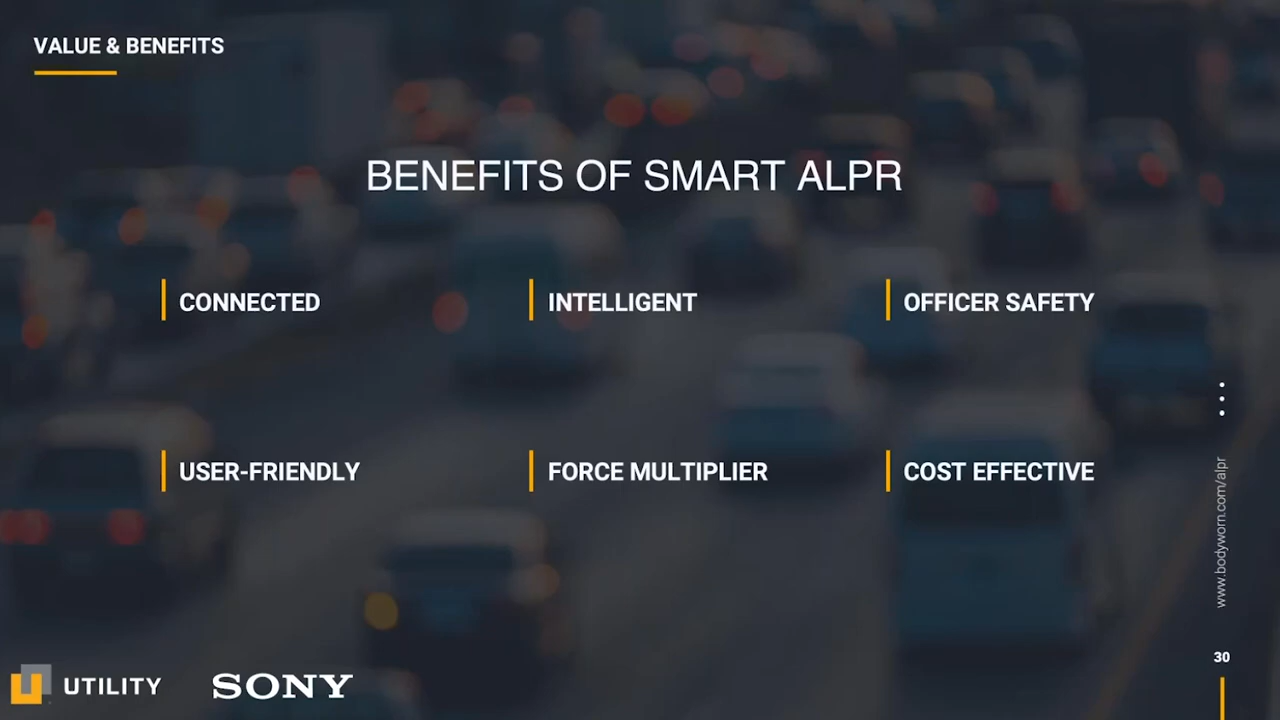 VALUE & BENEFITS
BENEFITS OF SMART ALPR
CONNECTED
INTELLIGENT
OFFICER SAFETY
USER-FRIENDLY
FORCE MULTIPLIER
COST EFFECTIVE
www.bodyworn.com/alpr
30
UTILITY
SONY